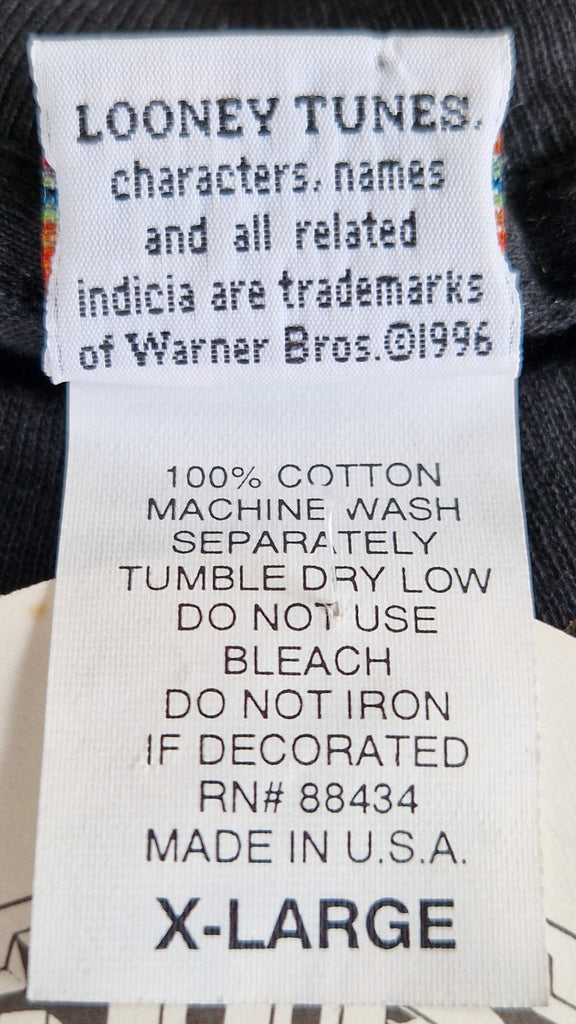 LOONEY TUNES,
characters, names
and all related
indicia are trademarks
of Warner Bros.©1996
100% COTTON
MACHINE WASH
SEPARATELY
TUMBLE DRY LOW
DO NOT USE
BLEACH
DO NOT IRON
IF DECORATED
RN# 88434
MADE IN U.S.A.
X-LARGE